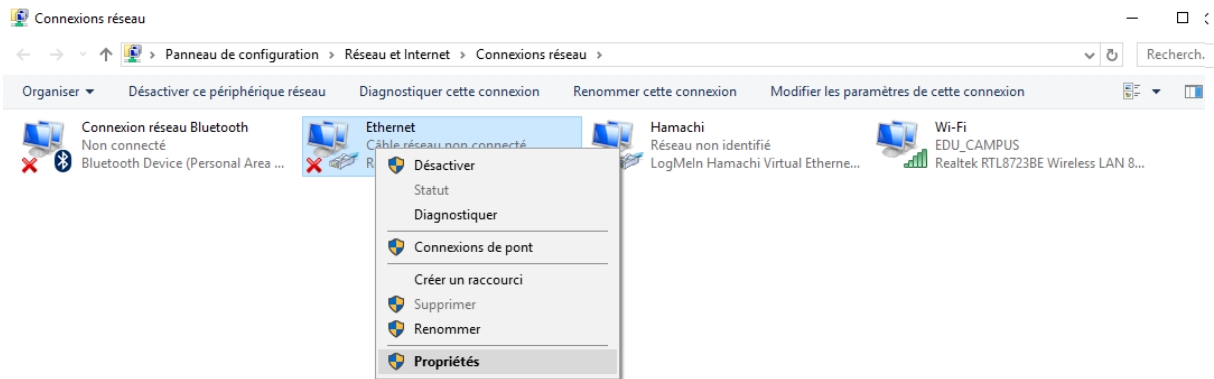 Connexions réseau
Panneau de configuration › Réseau et Internet › Connexions réseau ›
Recherch.
Organiser
Désactiver ce périphérique réseau
Diagnostiquer cette connexion
Renommer cette connexion
Modifier les paramètres de cette connexion
Connexion réseau Bluetooth
Non connecté
Bluetooth Device (Personal Area ...
Ethernet
Câble réseau non connecté
R
Hamachi
Réseau non identifié
LogMeIn Hamachi Virtual Etherne...
Wi-Fi
EDU_CAMPUS
Realtek RTL8723BE Wireless LAN 8...
Désactiver
Statut
Diagnostiquer
Connexions de pont
Créer un raccourci
Supprimer
Renommer
Propriétés